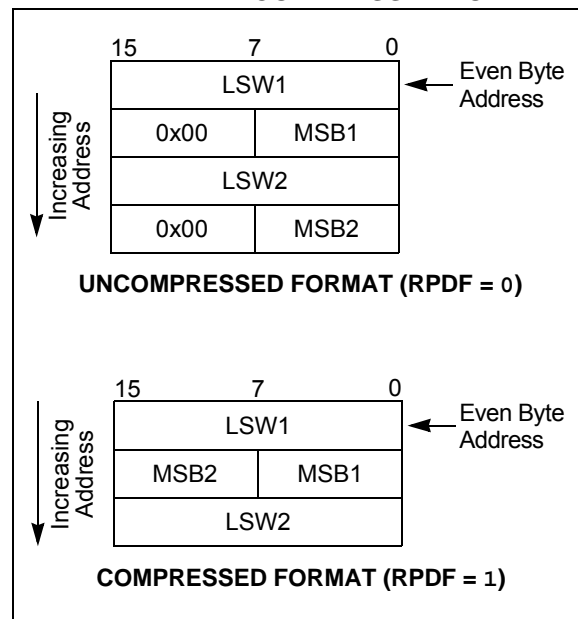 15 7 0
LSW1
Even Byte
Address
0x00 MSB1
LSW2
0x00 MSB2
Increasing
Address
UNCOMPRESSED FORMAT (RPDF = 0)
15 7 0
LSW1
Even Byte
Address
MSB2 MSB1
LSW2
Increasing
Address
COMPRESSED FORMAT (RPDF = 1)